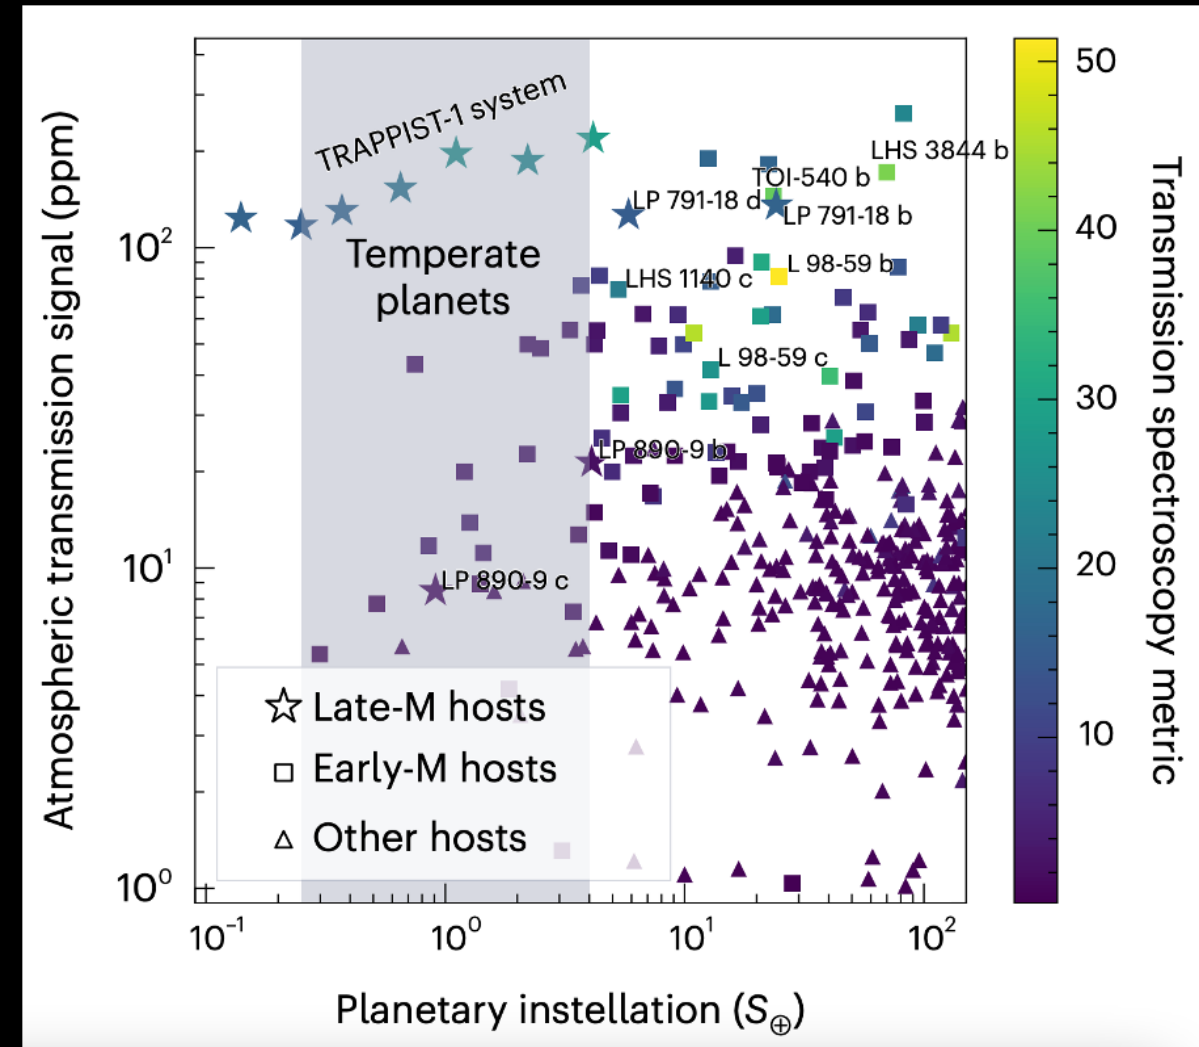 Atmospheric transmission signal (ppm)
10²
10¹
10⁰
TRAPPIST-1 system
Temperate
planets
LHS 3844 b
TOI-540 b
LP 791-18 d
LP 791-18 b
L 98-59 b
LHS 1140 c
L 98-59 c
LP 890-9 b
LP 890-9 c
Late-M hosts
Early-M hosts
Other hosts
10⁻¹
10⁰
10¹
10²
Planetary instellation (S⊕)
50
40
30
20
10
Transmission spectroscopy metric